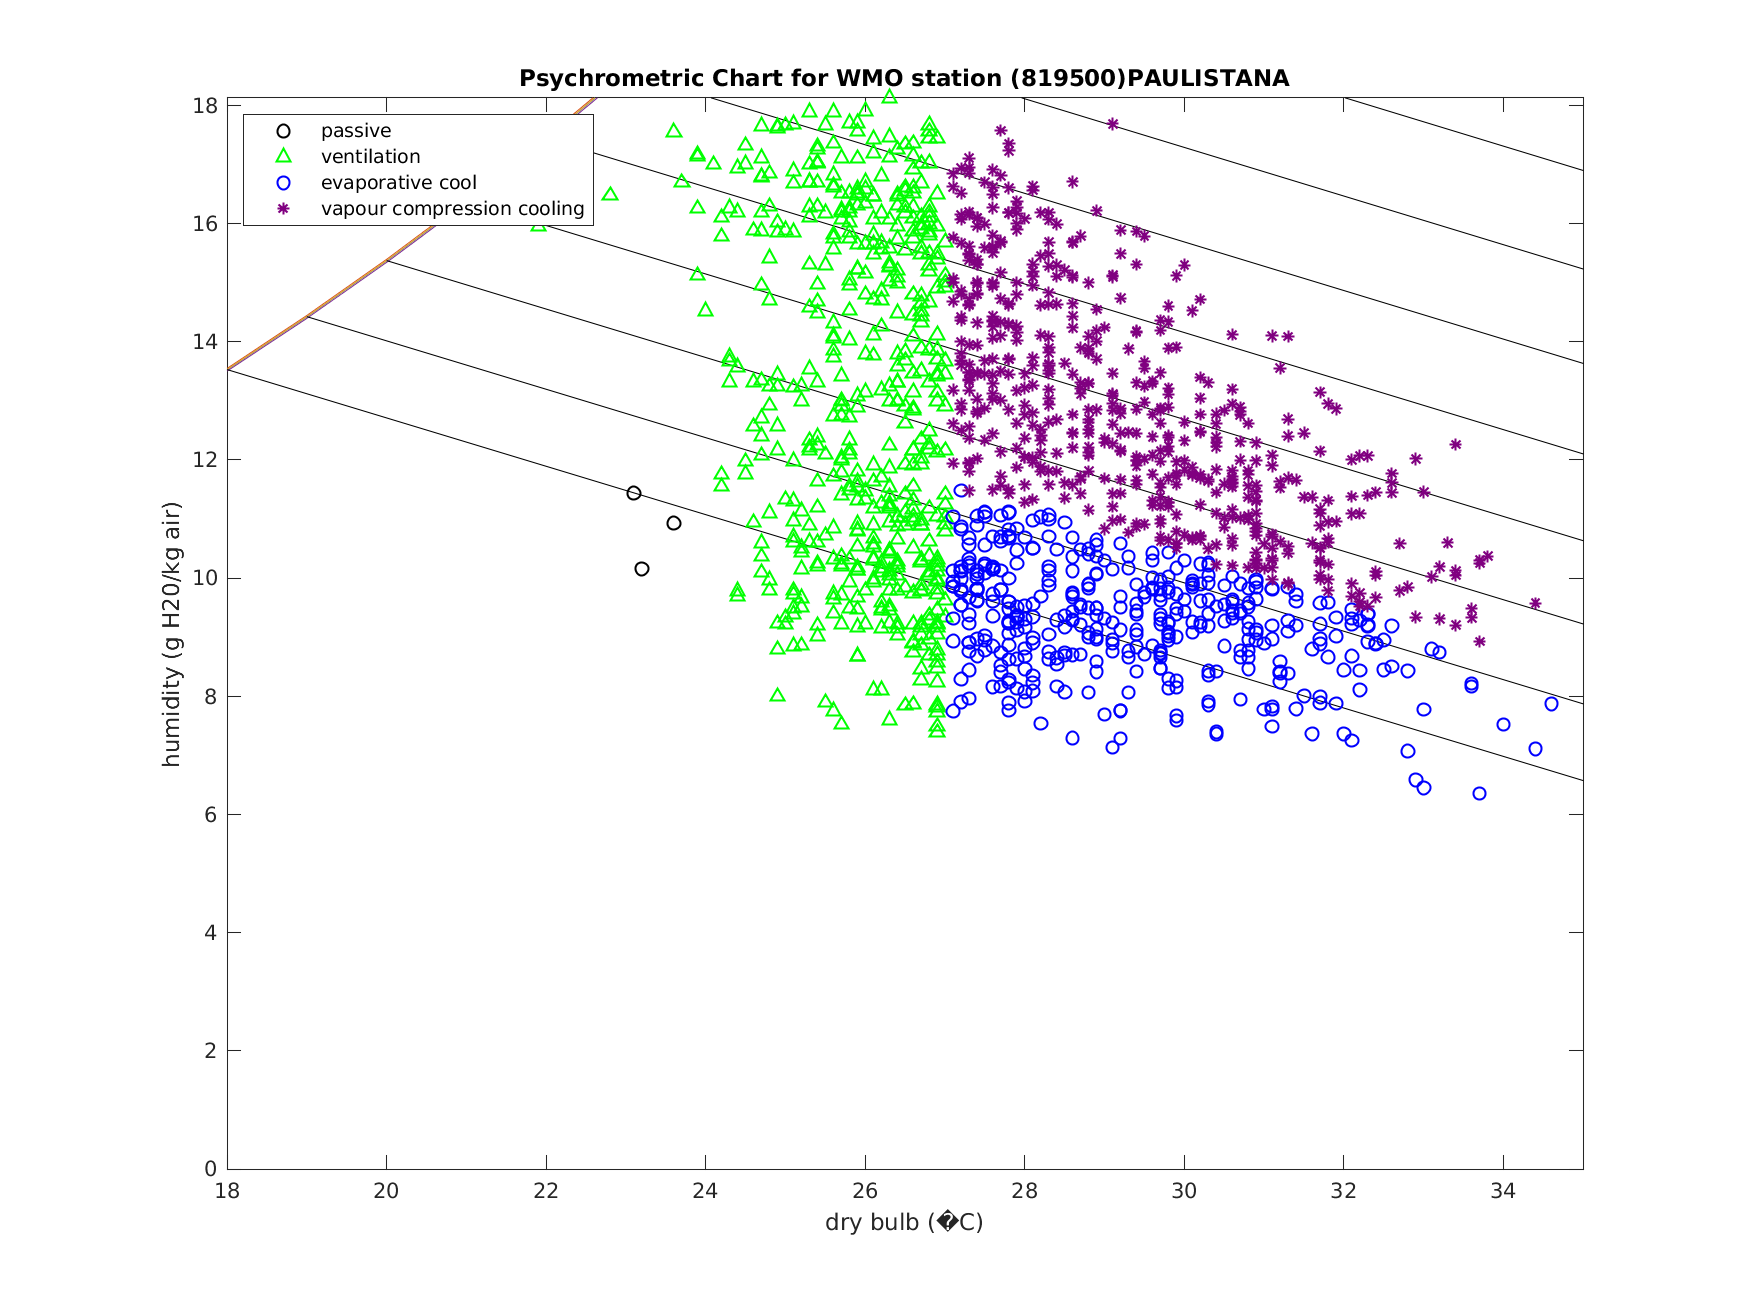 Psychrometric Chart for WMO station (819500)PAULISTANA
passive
ventilation
evaporative cool
vapour compression cooling
18
16
14
12
10
8
6
4
2
0
humidity (g H20/kg air)
18 20 22 24 26 28 30 32 34
dry bulb (�C)